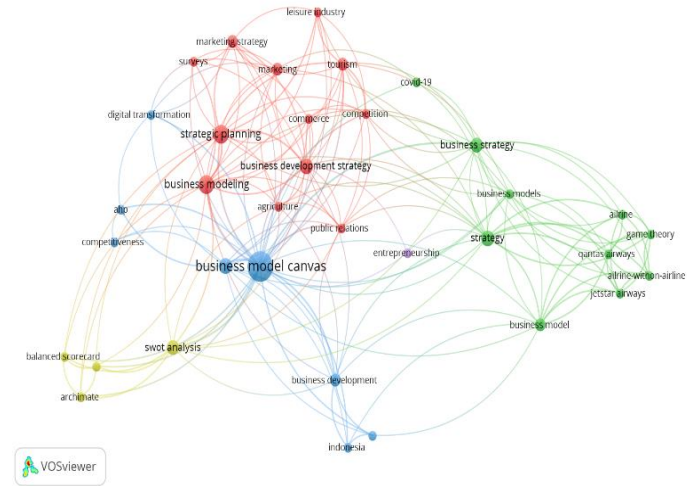 leisure industry
marketing strategy
surveys
marketing
tourism
covid-19
digital transformation
commerce
competition
strategic planning
business strategy
business development strategy
business modeling
business models
agriculture
ahp
airline
public relations
game theory
competitiveness
strategy
entrepreneurship
qantas airways
business model canvas
airline-within-airline
jetstar airways
business model
swot analysis
balanced scorecard
business development
archimate
indonesia
VOSviewer